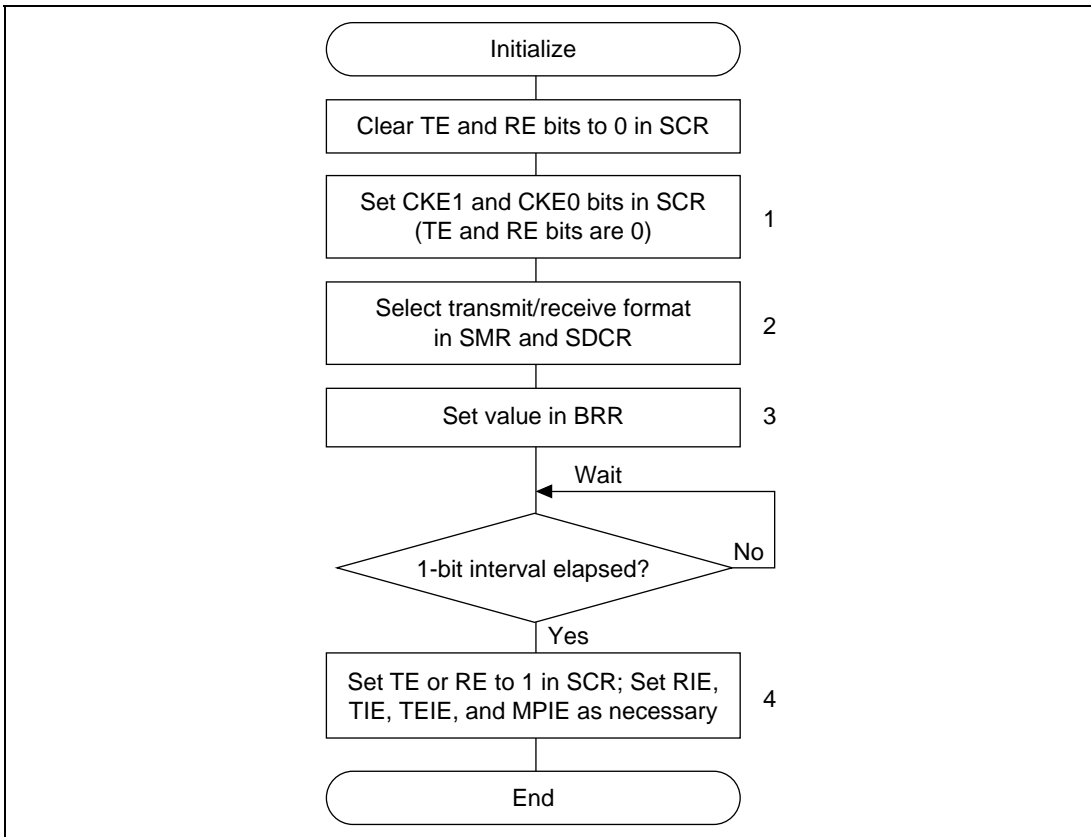 Initialize
Clear TE and RE bits to 0 in SCR
Set CKE1 and CKE0 bits in SCR
(TE and RE bits are 0)
1
Select transmit/receive format
in SMR and SDCR
2
Set value in BRR
3
Wait
1-bit interval elapsed?
No
Yes
Set TE or RE to 1 in SCR; Set RIE,
TIE, TEIE, and MPIE as necessary
4
End